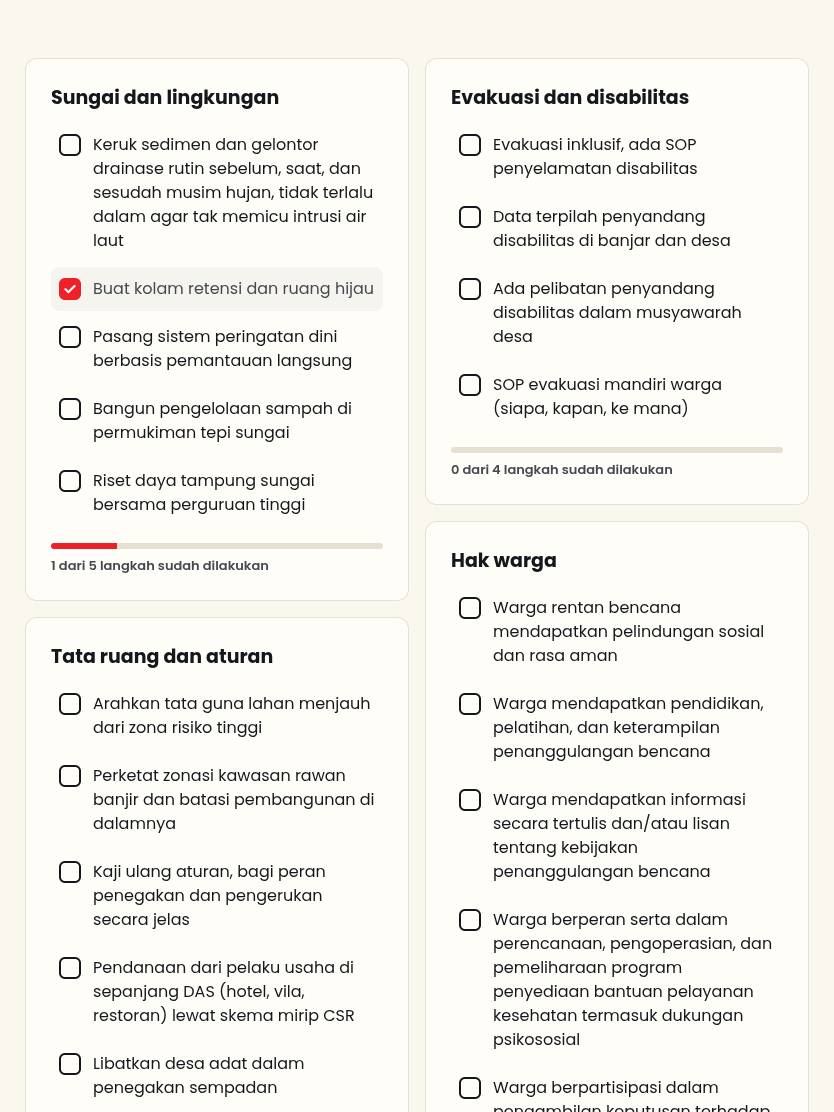 Sungai dan lingkungan
Keruk sedimen dan gelontor
drainase rutin sebelum, saat, dan
sesudah musim hujan, tidak terlalu
dalam agar tak memicu intrusi air
laut
Buat kolam retensi dan ruang hijau
Pasang sistem peringatan dini
berbasis pemantauan langsung
Bangun pengelolaan sampah di
permukiman tepi sungai
Riset daya tampung sungai
bersama perguruan tinggi
1 dari 5 langkah sudah dilakukan
Tata ruang dan aturan
Arahkan tata guna lahan menjauh
dari zona risiko tinggi
Perketat zonasi kawasan rawan
banjir dan batasi pembangunan di
dalamnya
Kaji ulang aturan, bagi peran
penegakan dan pengerukan
secara jelas
Pendanaan dari pelaku usaha di
sepanjang DAS (hotel, vila,
restoran) lewat skema mirip CSR
Libatkan desa adat dalam
penegakan sempadan
Evakuasi dan disabilitas
Evakuasi inklusif, ada SOP
penyelamatan disabilitas
Data terpilah penyandang
disabilitas di banjar dan desa
Ada pelibatan penyandang
disabilitas dalam musyawarah
desa
SOP evakuasi mandiri warga
(siapa, kapan, ke mana)
0 dari 4 langkah sudah dilakukan
Hak warga
Warga rentan bencana
mendapatkan pelindungan sosial
dan rasa aman
Warga mendapatkan pendidikan,
pelatihan, dan keterampilan
penanggulangan bencana
Warga mendapatkan informasi
secara tertulis dan/atau lisan
tentang kebijakan
penanggulangan bencana
Warga berperan serta dalam
perencanaan, pengoperasian, dan
pemeliharaan program
penyediaan bantuan pelayanan
kesehatan termasuk dukungan
psikososial
Warga berpartisipasi dalam
pengambilan keputusan terhadap